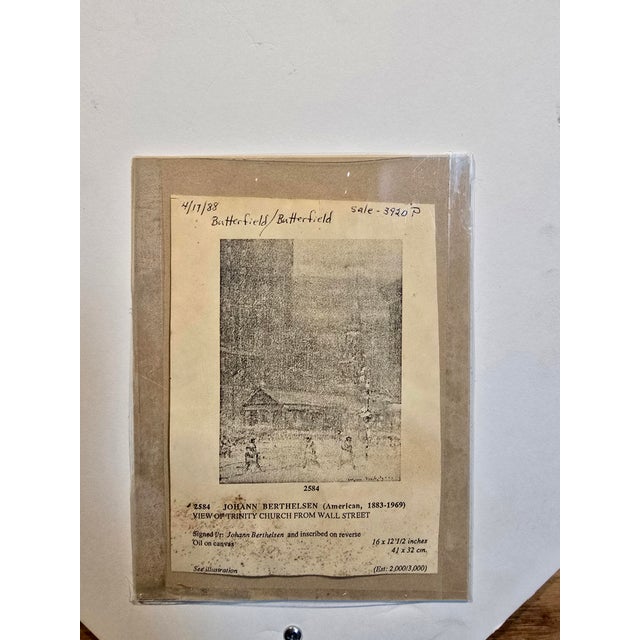 4/17/88 sale - 3920 P
Butterfield/Butterfield
2584
2584 JOHANN BERTHELSEN (American, 1883-1969)
VIEW OF TRINITY CHURCH FROM WALL STREET
Signed l/r: Johann Berthelsen and inscribed on reverse
Oil on canvas 16 x 12 1/2 inches
41 x 32 cm.
See illustration (Est: 2,000/3,000)